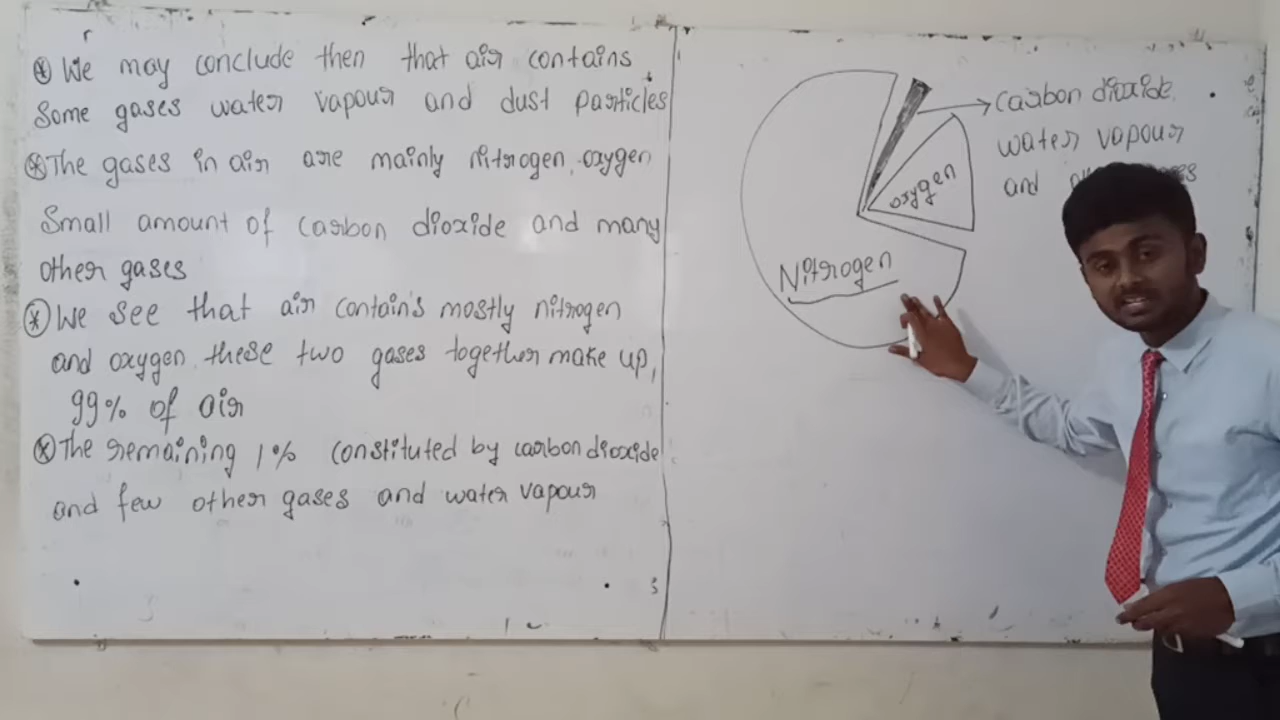 We may conclude then that air contains
Some gases water vapour and dust particles
The gases in air are mainly nitrogen, oxygen
Small amount of carbon dioxide and many
other gases
We see that air contain's mostly nitrogen
and oxygen these two gases together make up,
99% of air
The remaining 1% constituted by carbon dioxide
and few other gases and water vapour
Carbon dioxide
water vapour
and
oxygen
Nitrogen